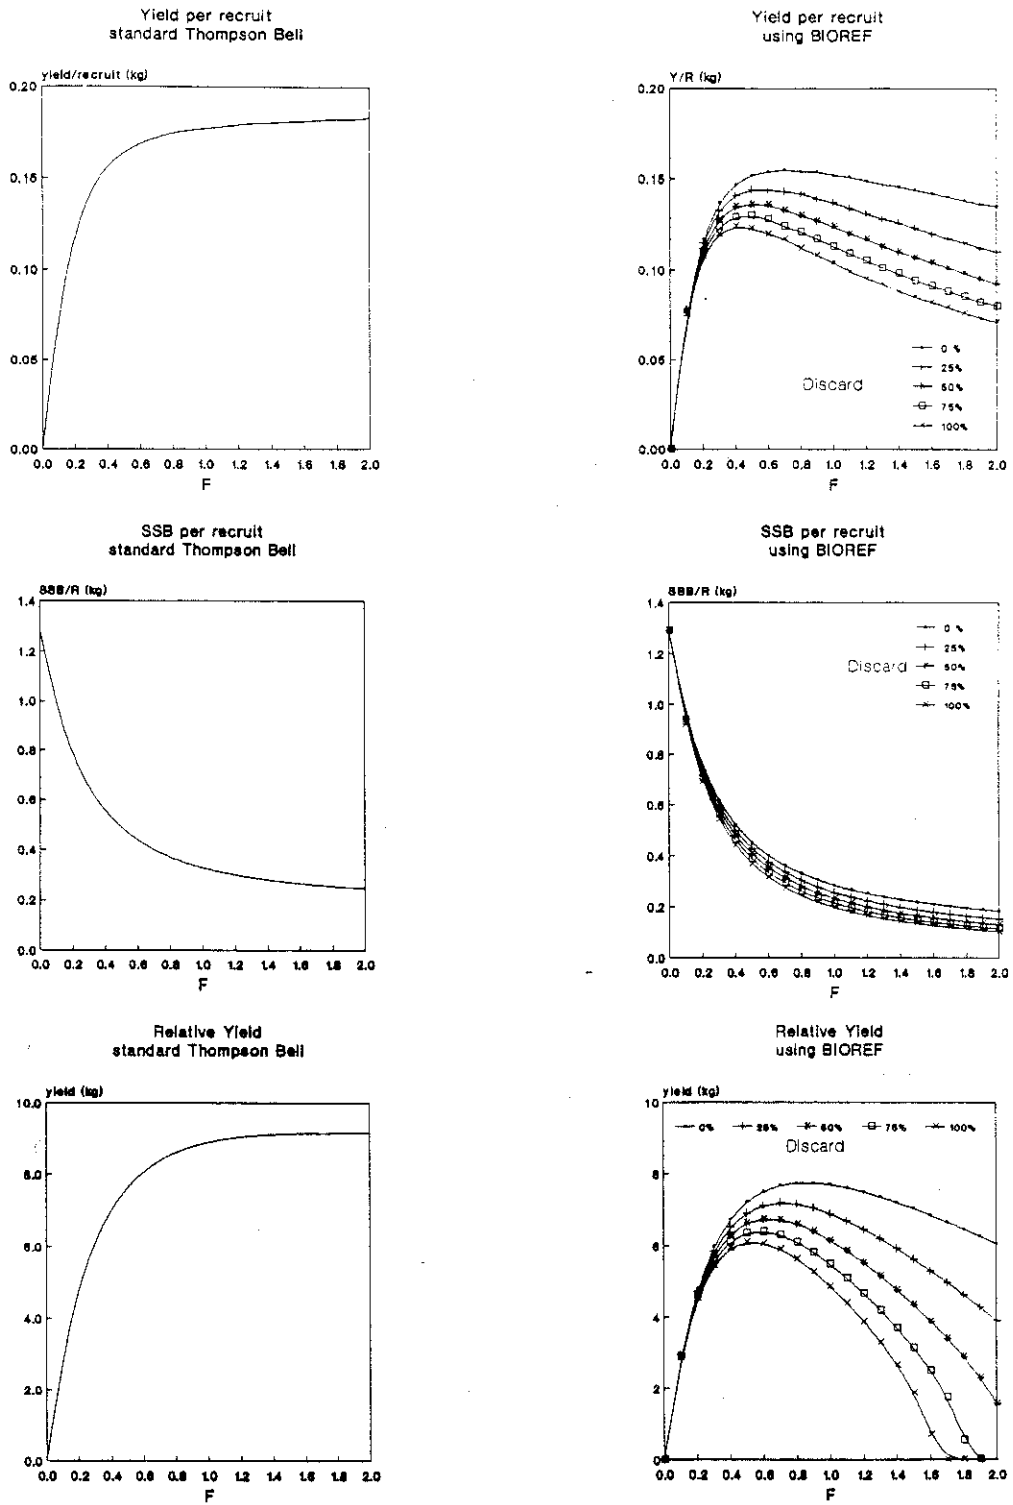 Yield per recruit
standard Thompson Bell
yield/recruit (kg)
0.20
0.15
0.10
0.05
0.00
0.0 0.2 0.4 0.6 0.8 1.0 1.2 1.4 1.6 1.8 2.0
F
Yield per recruit
using BIOREF
Y/R (kg)
0.20
0.15
0.10
0.05
0.00
0 %
25%
50%
75%
100%
Discard
0.0 0.2 0.4 0.6 0.8 1.0 1.2 1.4 1.6 1.8 2.0
F
SSB per recruit
standard Thompson Bell
SSB/R (kg)
1.4
1.2
1.0
0.8
0.6
0.4
0.2
0.0
0.0 0.2 0.4 0.6 0.8 1.0 1.2 1.4 1.6 1.8 2.0
F
SSB per recruit
using BIOREF
SSB/R (kg)
1.4
1.2
1.0
0.8
0.6
0.4
0.2
0.0
0 %
25%
Discard 50%
75%
100%
0.0 0.2 0.4 0.6 0.8 1.0 1.2 1.4 1.6 1.8 2.0
F
Relative Yield
standard Thompson Bell
yield (kg)
10.0
8.0
6.0
4.0
2.0
0.0
0.0 0.2 0.4 0.6 0.8 1.0 1.2 1.4 1.6 1.8 2.0
F
Relative Yield
using BIOREF
yield (kg)
10
8
6
4
2
0
0% 25% 50% 75% 100%
Discard
0.0 0.2 0.4 0.6 0.8 1.0 1.2 1.4 1.6 1.8 2.0
F